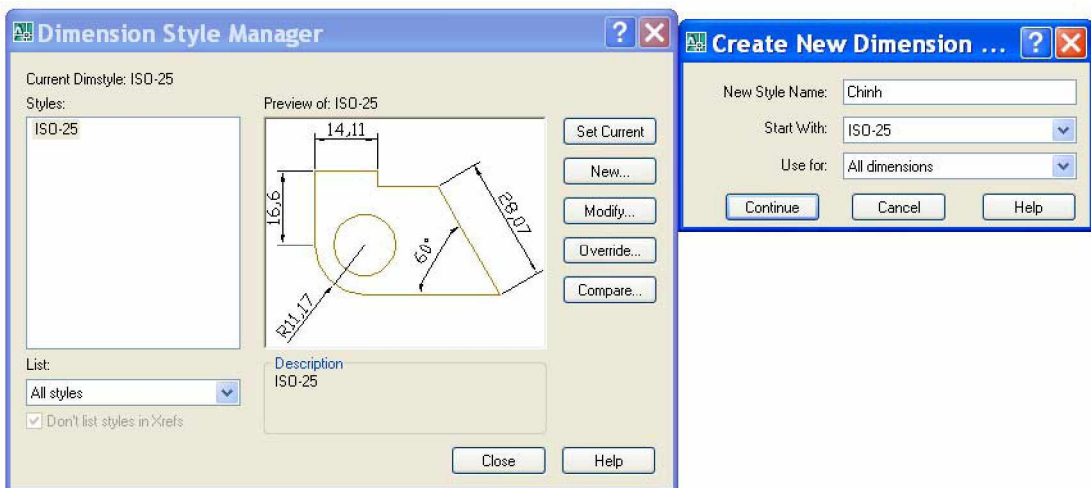 Dimension Style Manager
Current Dimstyle: ISO-25
Styles:
ISO-25
Preview of: ISO-25
14,11
16,6
28,07
60°
R11,17
Set Current
New...
Modify...
Override...
Compare...
List:
All styles
Don't list styles in Xrefs
Description
ISO-25
Close
Help
Create New Dimension ...
New Style Name:
Chinh
Start With:
ISO-25
Use for:
All dimensions
Continue
Cancel
Help